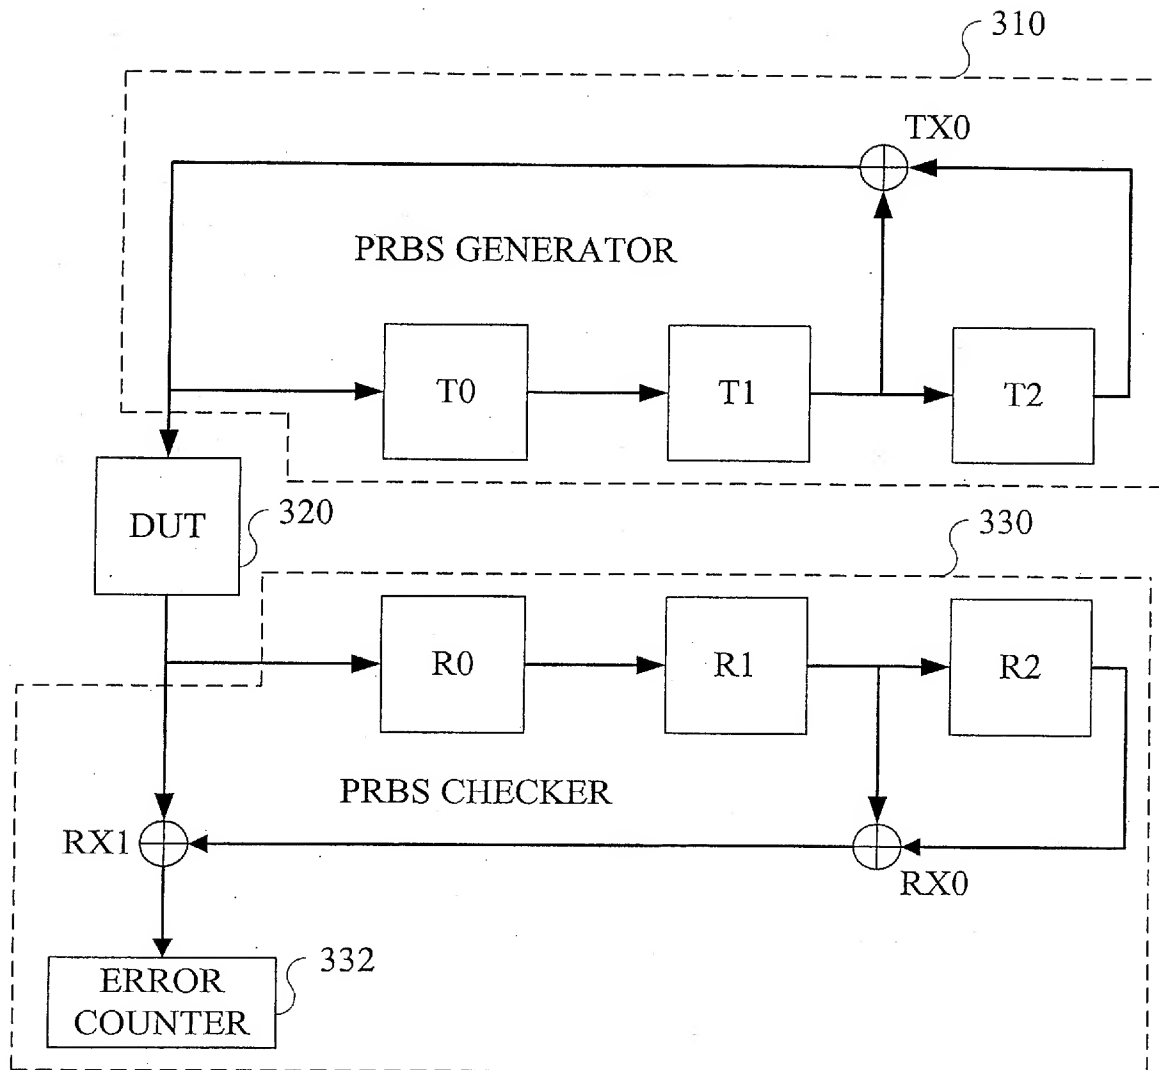 310
TX0
PRBS GENERATOR
T0
T1
T2
DUT
320
330
R0
R1
R2
PRBS CHECKER
RX1
RX0
332
ERROR
COUNTER